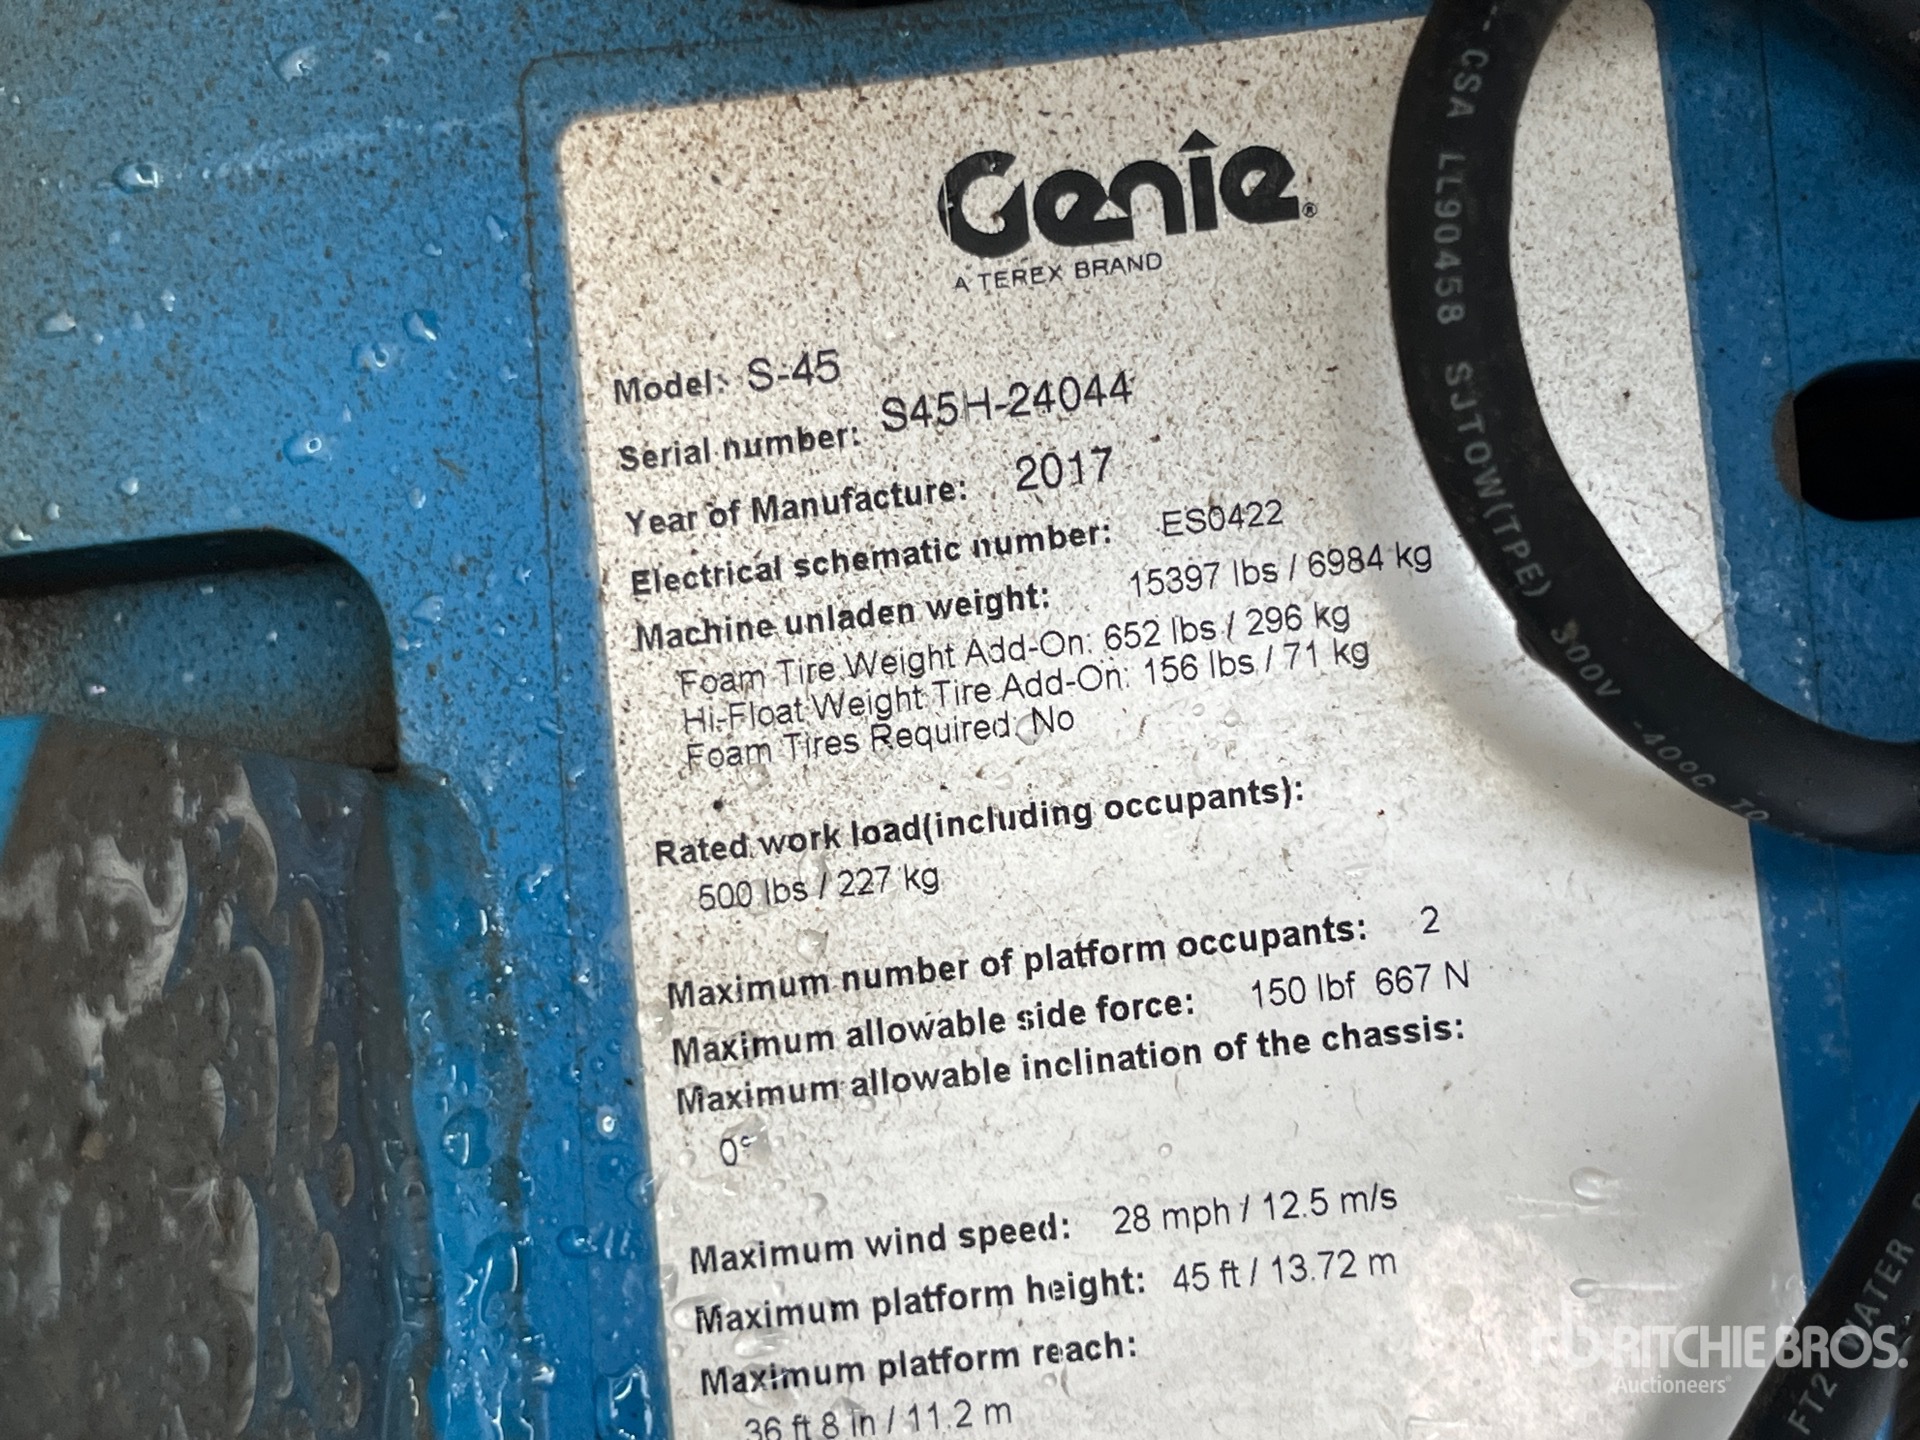 Genie®
A TEREX BRAND
Model: S-45
Serial number: S45H-24044
Year of Manufacture: 2017
Electrical schematic number: ES0422
Machine unladen weight: 15397 lbs / 6984 kg
Foam Tire Weight Add-On: 652 lbs / 296 kg
Hi-Float Weight Tire Add-On: 156 lbs / 71 kg
Foam Tires Required: No
Rated work load(including occupants):
500 lbs / 227 kg
Maximum number of platform occupants: 2
Maximum allowable side force: 150 lbf 667 N
Maximum allowable inclination of the chassis:
0°
Maximum wind speed: 28 mph / 12.5 m/s
Maximum platform height: 45 ft / 13.72 m
Maximum platform reach:
36 ft 8 in / 11.2 m
CSA LL90458 SJTOW(TPE) 300V -40°C TO
FT2 WATER
rb RITCHIE BROS.
Auctioneers